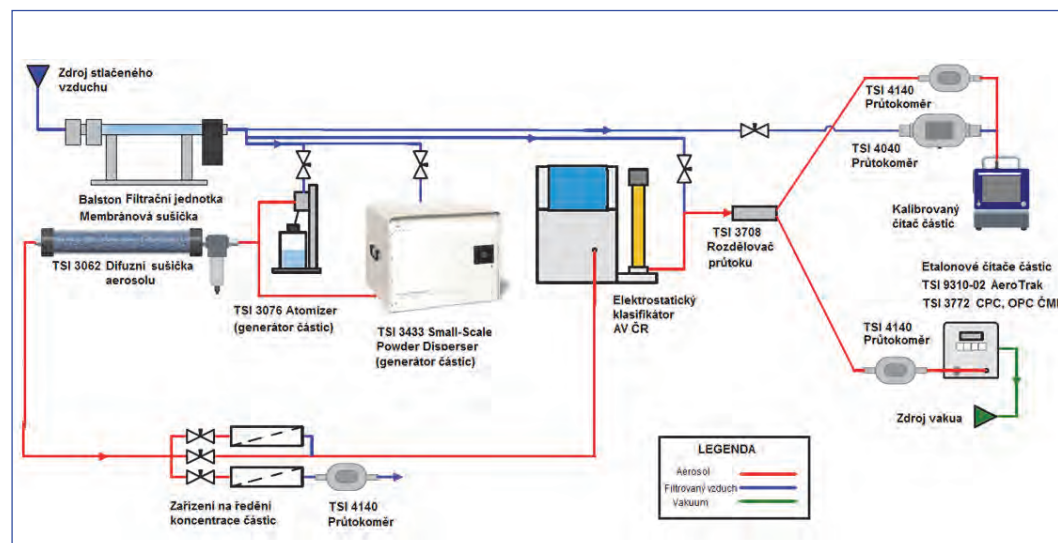 Zdroj stlačeného
vzduchu
Balston Filtrační jednotka
Membránová sušička
TSI 3062 Difuzní sušička
aerosolu
TSI 3076 Atomizer
(generátor částic)
TSI 3433 Small-Scale
Powder Disperser
(generátor částic)
Elektrostatický
klasifikátor
AV ČR
TSI 3708
Rozdělovač
průtoku
TSI 4140
Průtokoměr
TSI 4040
Průtokoměr
Kalibrovaný
čítač částic
Etalonové čítače částic
TSI 9310-02 AeroTrak
TSI 3772 CPC, OPC ČMI
TSI 4140
Průtokoměr
Zdroj vakua
Zařízení na ředění
koncentrace částic
TSI 4140
Průtokoměr
LEGENDA
Aerosol
Filtrovaný vzduch
Vakuum